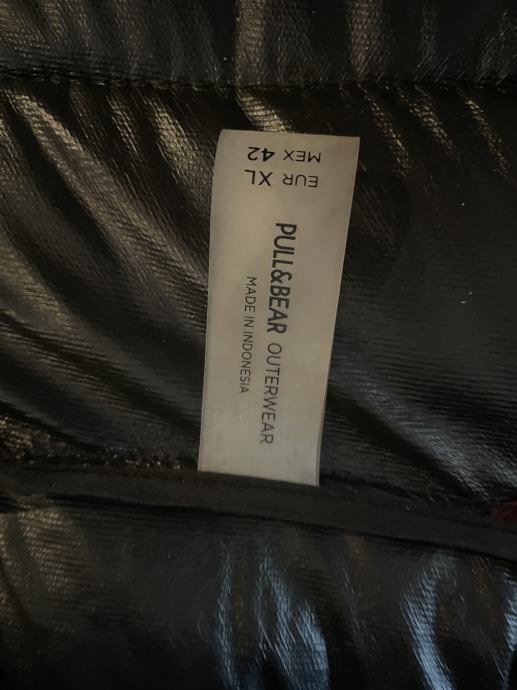 EUR XL
MEX 42
PULL&BEAR OUTERWEAR
MADE IN INDONESIA